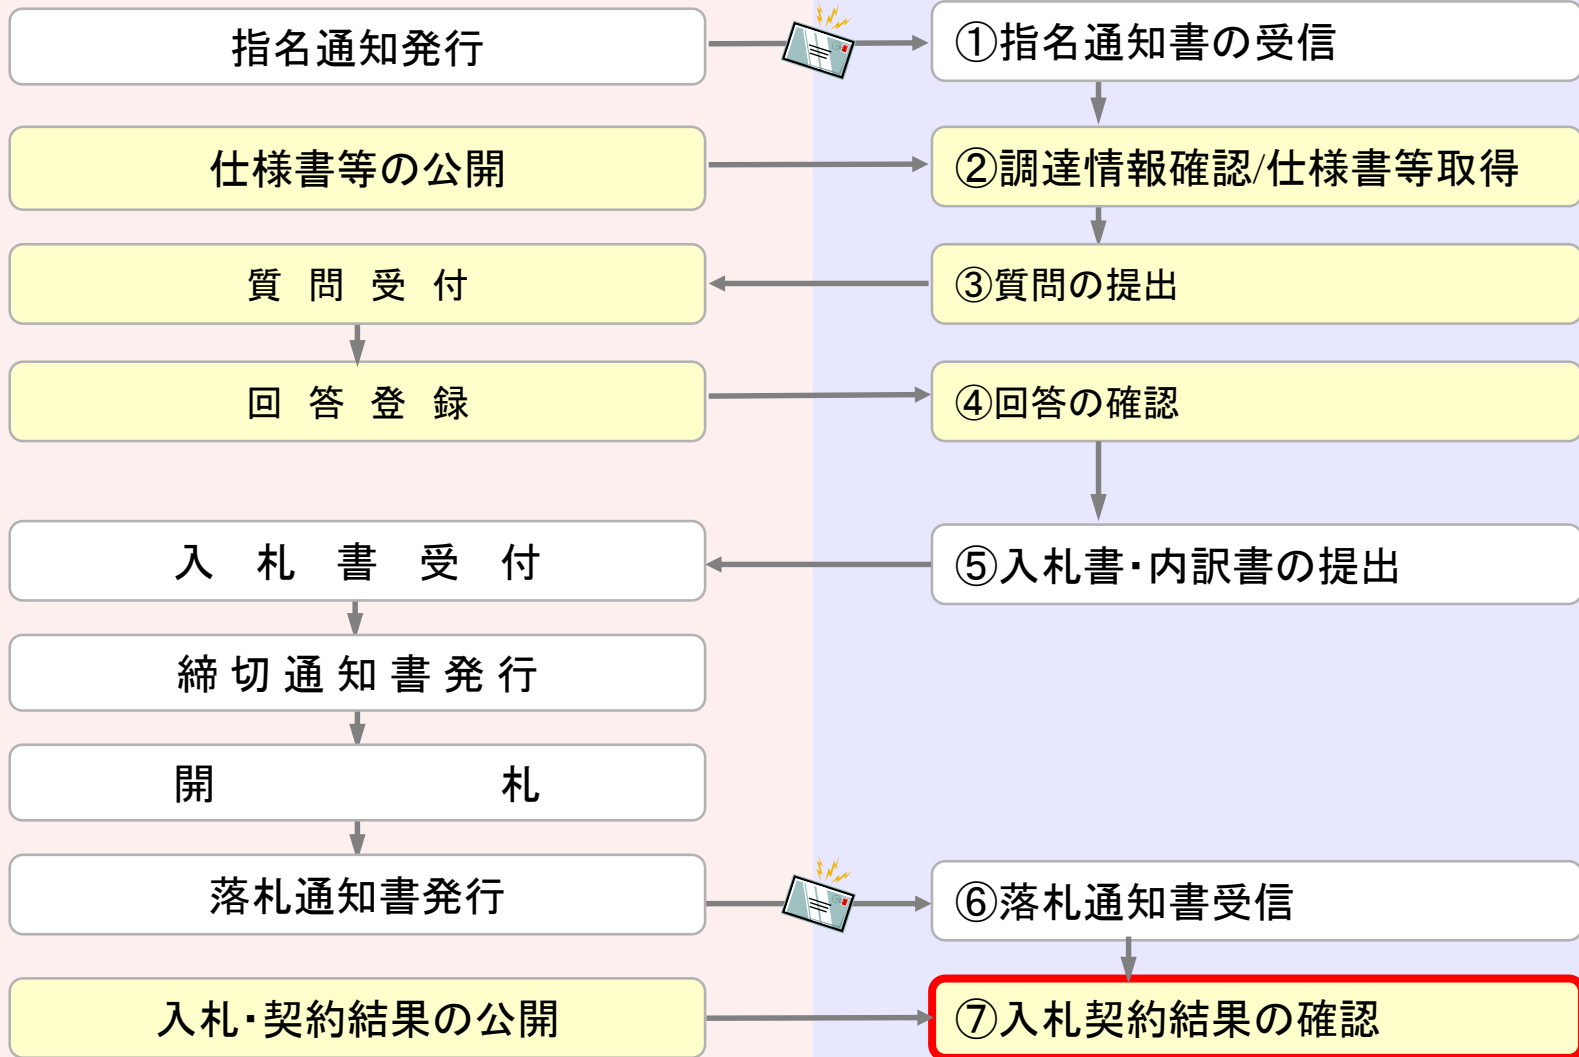 指名通知発行
①指名通知書の受信
仕様書等の公開
②調達情報確認/仕様書等取得
質問受付
③質問の提出
回答登録
④回答の確認
入札書受付
⑤入札書・内訳書の提出
締切通知書発行
開札
落札通知書発行
⑥落札通知書受信
入札・契約結果の公開
⑦入札契約結果の確認